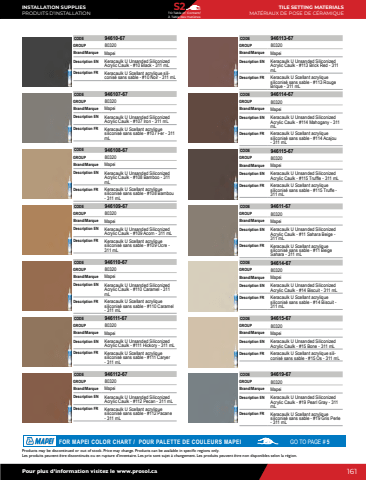 INSTALLATION SUPPLIES
PRODUITS D'INSTALLATION
S2
TILE SETTING MATERIALS
MATÉRIAUX DE POSE DE CÉRAMIQUE
CODE 94610-67
GROUP 80320
Brand/Marque Mapei
Description EN Keracaulk U Unsanded Siliconized
Acrylic Caulk - #10 Black - 311 mL
Description FR Keracaulk U Scellant acrylique sili-
conisé sans sable - #10 Noir - 311 mL
CODE 946107-67
GROUP 80320
Brand/Marque Mapei
Description EN Keracaulk U Unsanded Siliconized
Acrylic Caulk - #107 Iron - 311 mL
Description FR Keracaulk U Scellant acrylique
siliconisé sans sable - #107 Fer - 311
mL
CODE 946108-67
GROUP 80320
Brand/Marque Mapei
Description EN Keracaulk U Unsanded Siliconized
Acrylic Caulk - #108 Bamboo - 311
mL
Description FR Keracaulk U Scellant acrylique
siliconisé sans sable - #108 Bambou
- 311 mL
CODE 946109-67
GROUP 80320
Brand/Marque Mapei
Description EN Keracaulk U Unsanded Siliconized
Acrylic Caulk - #109 Acorn - 311 mL
Description FR Keracaulk U Scellant acrylique
siliconisé sans sable - #109
- 311 mL
CODE 946110-67
GROUP 80320
Brand/Marque Mapei
Description EN Keracaulk U Unsanded Siliconized
Acrylic Caulk - #110 Caramel - 311
mL
Description FR Keracaulk U Scellant acrylique
siliconisé sans sable - #110 Caramel
- 311 mL
CODE 946111-67
GROUP 80320
Brand/Marque Mapei
Description EN Keracaulk U Unsanded Siliconized
Acrylic Caulk - #111 Hickory - 311 mL
Description FR Keracaulk U Scellant acrylique
siliconisé sans sable - #111 Caryer
- 311 mL
CODE 946112-67
GROUP 80320
Brand/Marque Mapei
Description EN Keracaulk U Unsanded Siliconized
Acrylic Caulk - #112 Pecan - 311 mL
Description FR Keracaulk U Scellant acrylique
siliconisé sans sable - #112 Pacane
- 311 mL
CODE 946113-67
GROUP 80320
Brand/Marque Mapei
Description EN Keracaulk U Unsanded Siliconized
Acrylic Caulk - #113 Brick Red - 311
mL
Description FR Keracaulk U Scellant acrylique
siliconisé sans sable - #113 Rouge
Brique - 311 mL
CODE 946114-67
GROUP 80320
Brand/Marque Mapei
Description EN Keracaulk U Unsanded Siliconized
Acrylic Caulk - #114 Mahogany - 311
mL
Description FR Keracaulk U Scellant acrylique
siliconisé sans sable - #114 Acajou
- 311 mL
CODE 946115-67
GROUP 80320
Brand/Marque Mapei
Description EN Keracaulk U Unsanded Siliconized
Acrylic Caulk - #115 Truffle - 311 mL
Description FR Keracaulk U Scellant acrylique
siliconisé sans sable - #115 Truffe -
311 mL
CODE 94611-67
GROUP 80320
Brand/Marque Mapei
Description EN Keracaulk U Unsanded Siliconized
Acrylic Caulk - #11 Sahara Beige -
311 mL
Description FR Keracaulk U Scellant acrylique
siliconisé sans sable - #11 Beige
Sahara - 311 mL
CODE 94614-67
GROUP 80320
Brand/Marque Mapei
Description EN Keracaulk U Unsanded Siliconized
Acrylic Caulk - #14 Biscuit - 311 mL
Description FR Keracaulk U Scellant acrylique
siliconisé sans sable - #14 Biscuit -
311 mL
CODE 94615-67
GROUP 80320
Brand/Marque Mapei
Description EN Keracaulk U Unsanded Siliconized
Acrylic Caulk - #15 Bone - 311 mL
Description FR Keracaulk U Scellant acrylique sili-
conisé sans sable - #15 Os - 311 mL
CODE 94619-67
GROUP 80320
Brand/Marque Mapei
Description EN Keracaulk U Unsanded Siliconized
Acrylic Caulk - #19 Pearl Gray - 311
mL
Description FR Keracaulk U Scellant acrylique
siliconisé sans sable - #19 Gris Perle
- 311 mL
MAPEI FOR MAPEI COLOR CHART / POUR PALETTE DE COULEURS MAPEI GO TO PAGE # 5
Products may be discontinued or out of stock. Price may change. Products can be available in specific regions only.
Les produits peuvent être discontinués ou en rupture d'inventaire. Les prix sont sujet à changement. Les produits peuvent être non disponibles selon la région.
Pour plus d'information visitez le www.prosol.ca
161